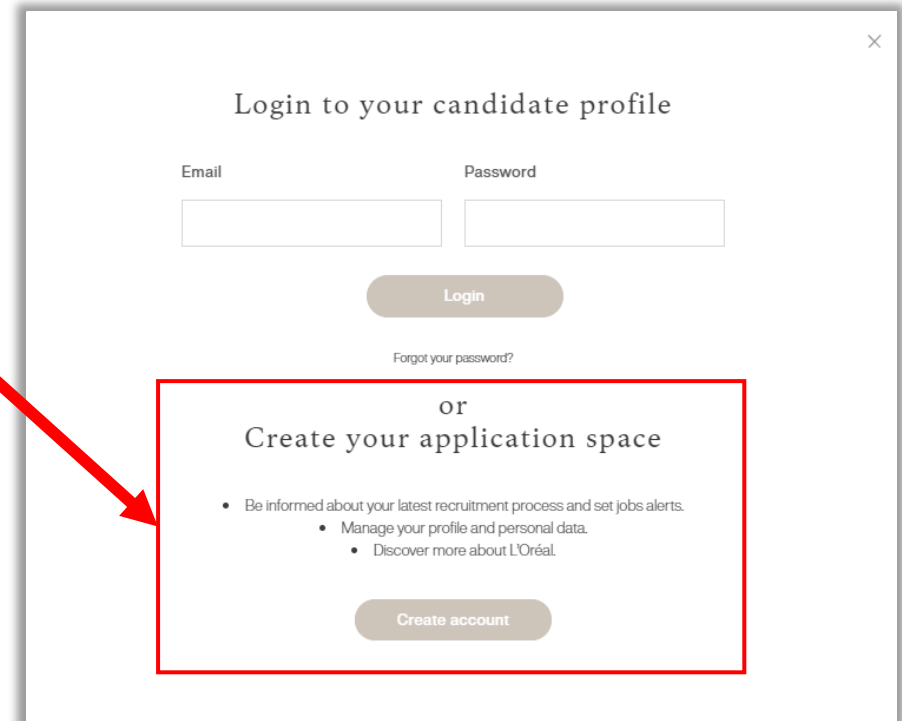 Login to your candidate profile
Email Password
Login
Forgot your password?
or
Create your application space
• Be informed about your latest recruitment process and set jobs alerts.
• Manage your profile and personal data.
• Discover more about L'Oréal.
Create account